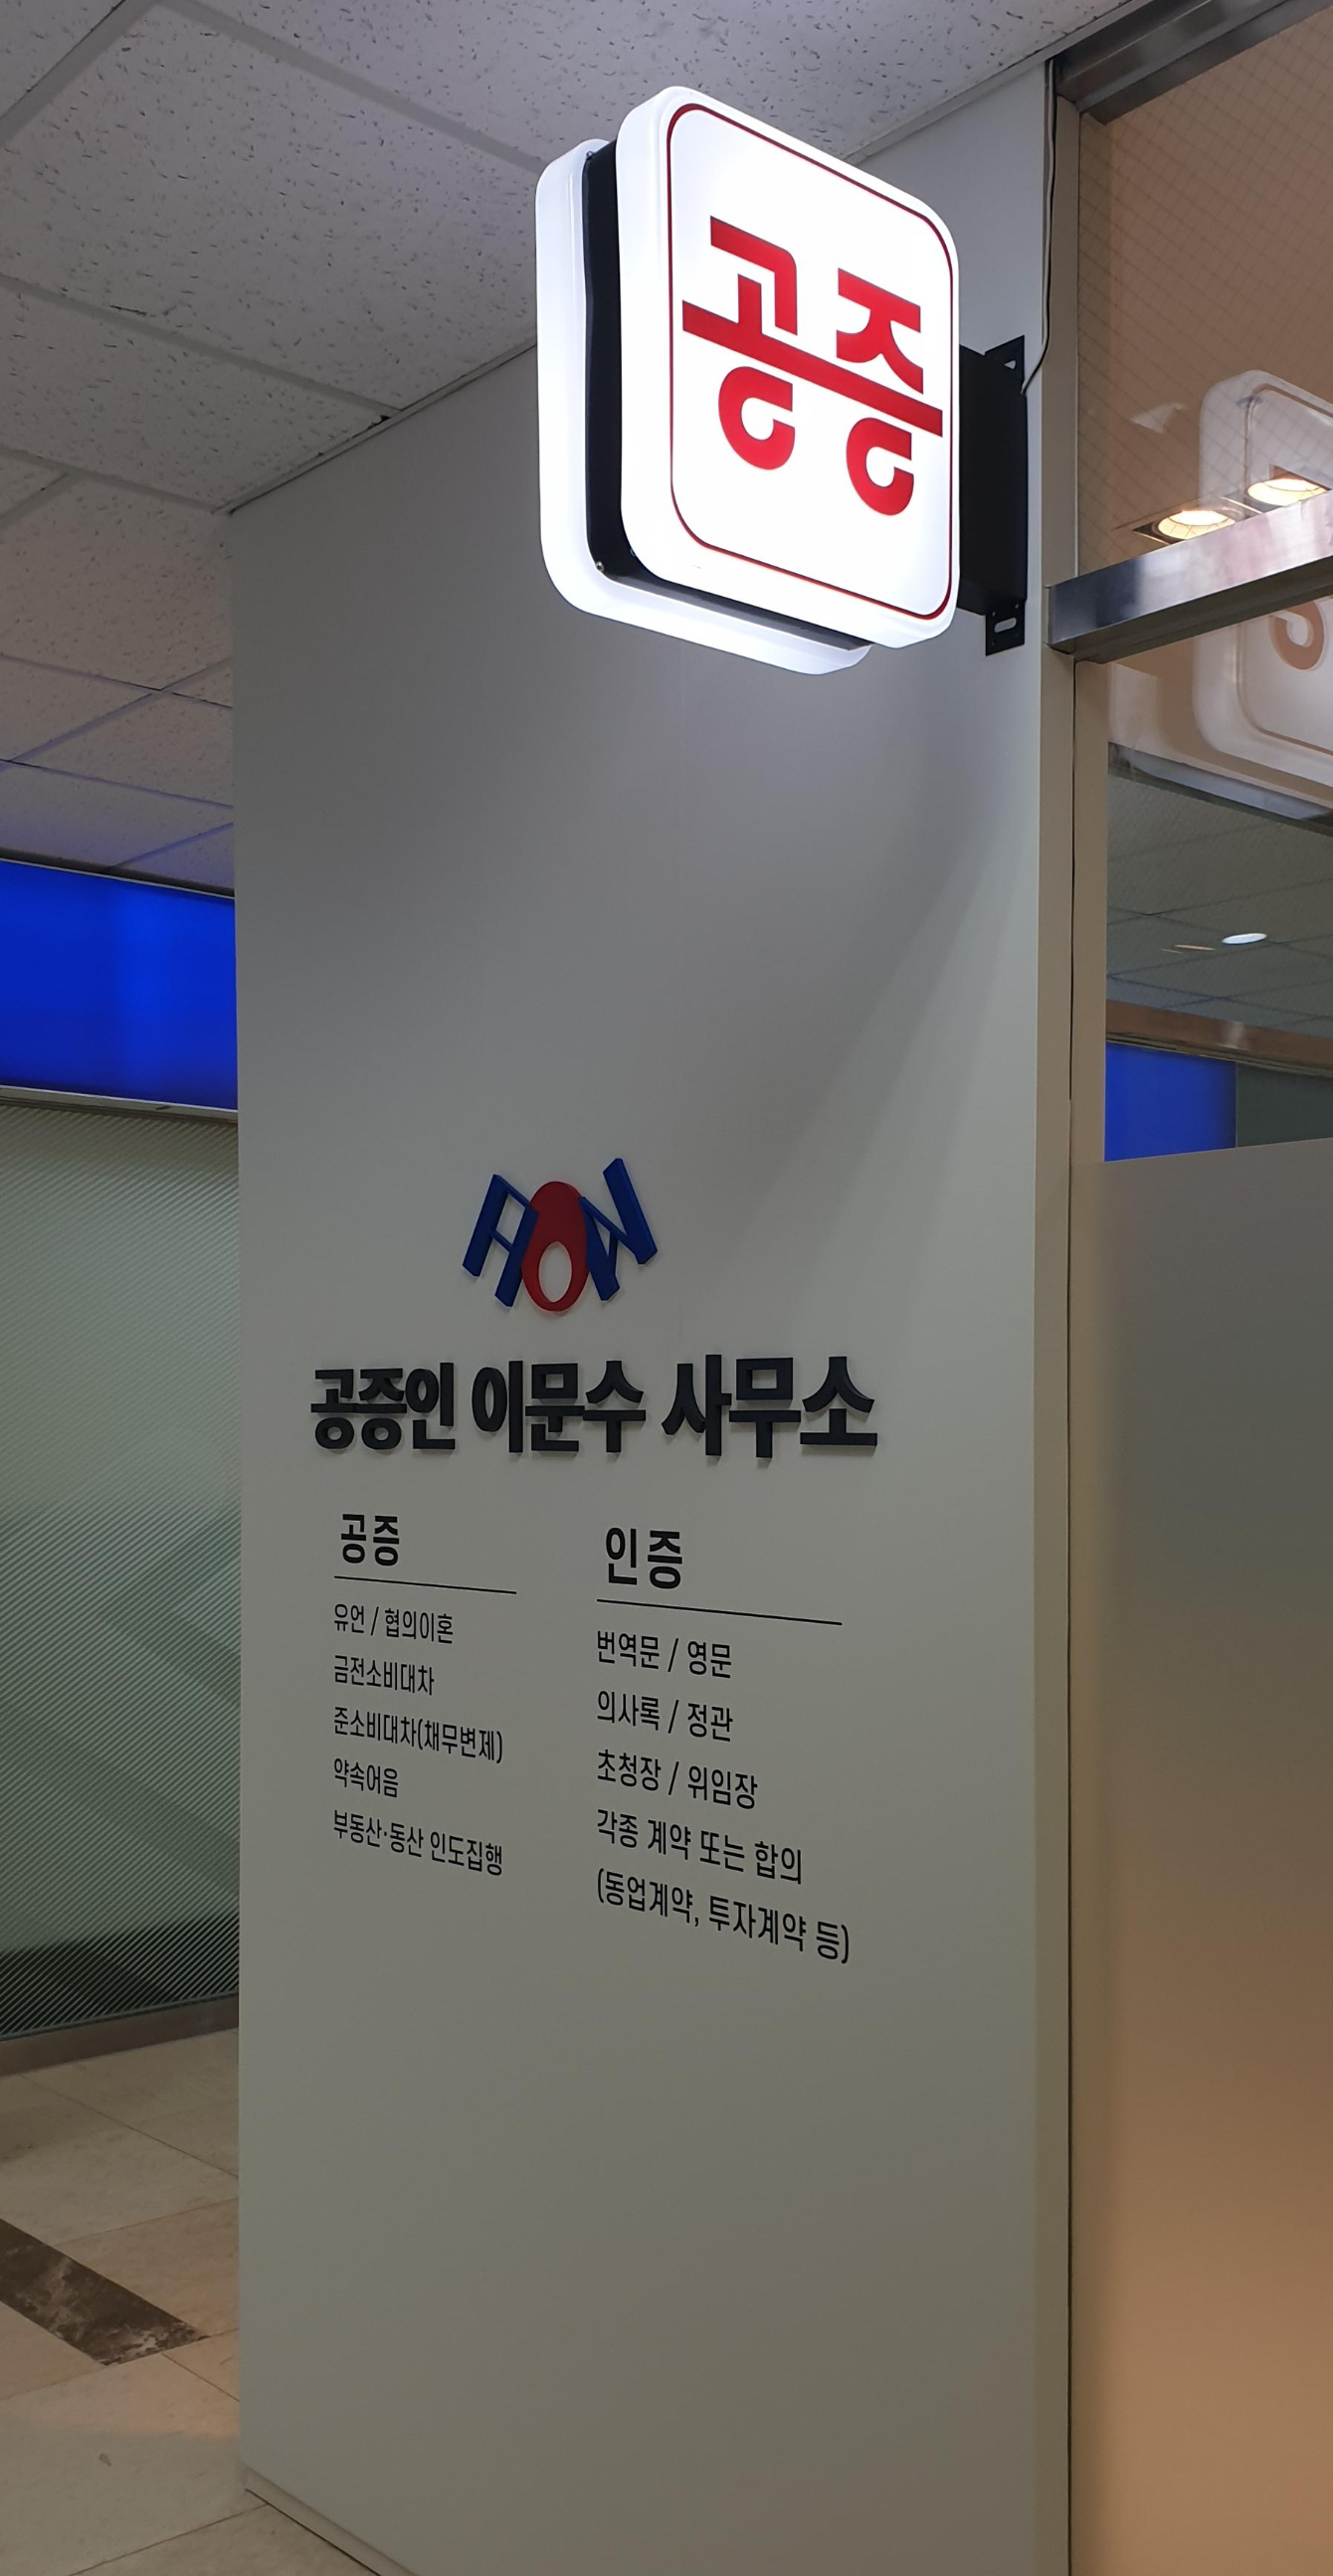 공증
공증인 이문수 사무소
공증
유언 / 협의이혼
금전소비대차
준소비대차(채무변제)
약속어음
부동산·동산 인도집행
인증
번역문 / 영문
의사록 / 정관
초청장 / 위임장
각종 계약 또는 합의
(동업계약, 투자계약 등)